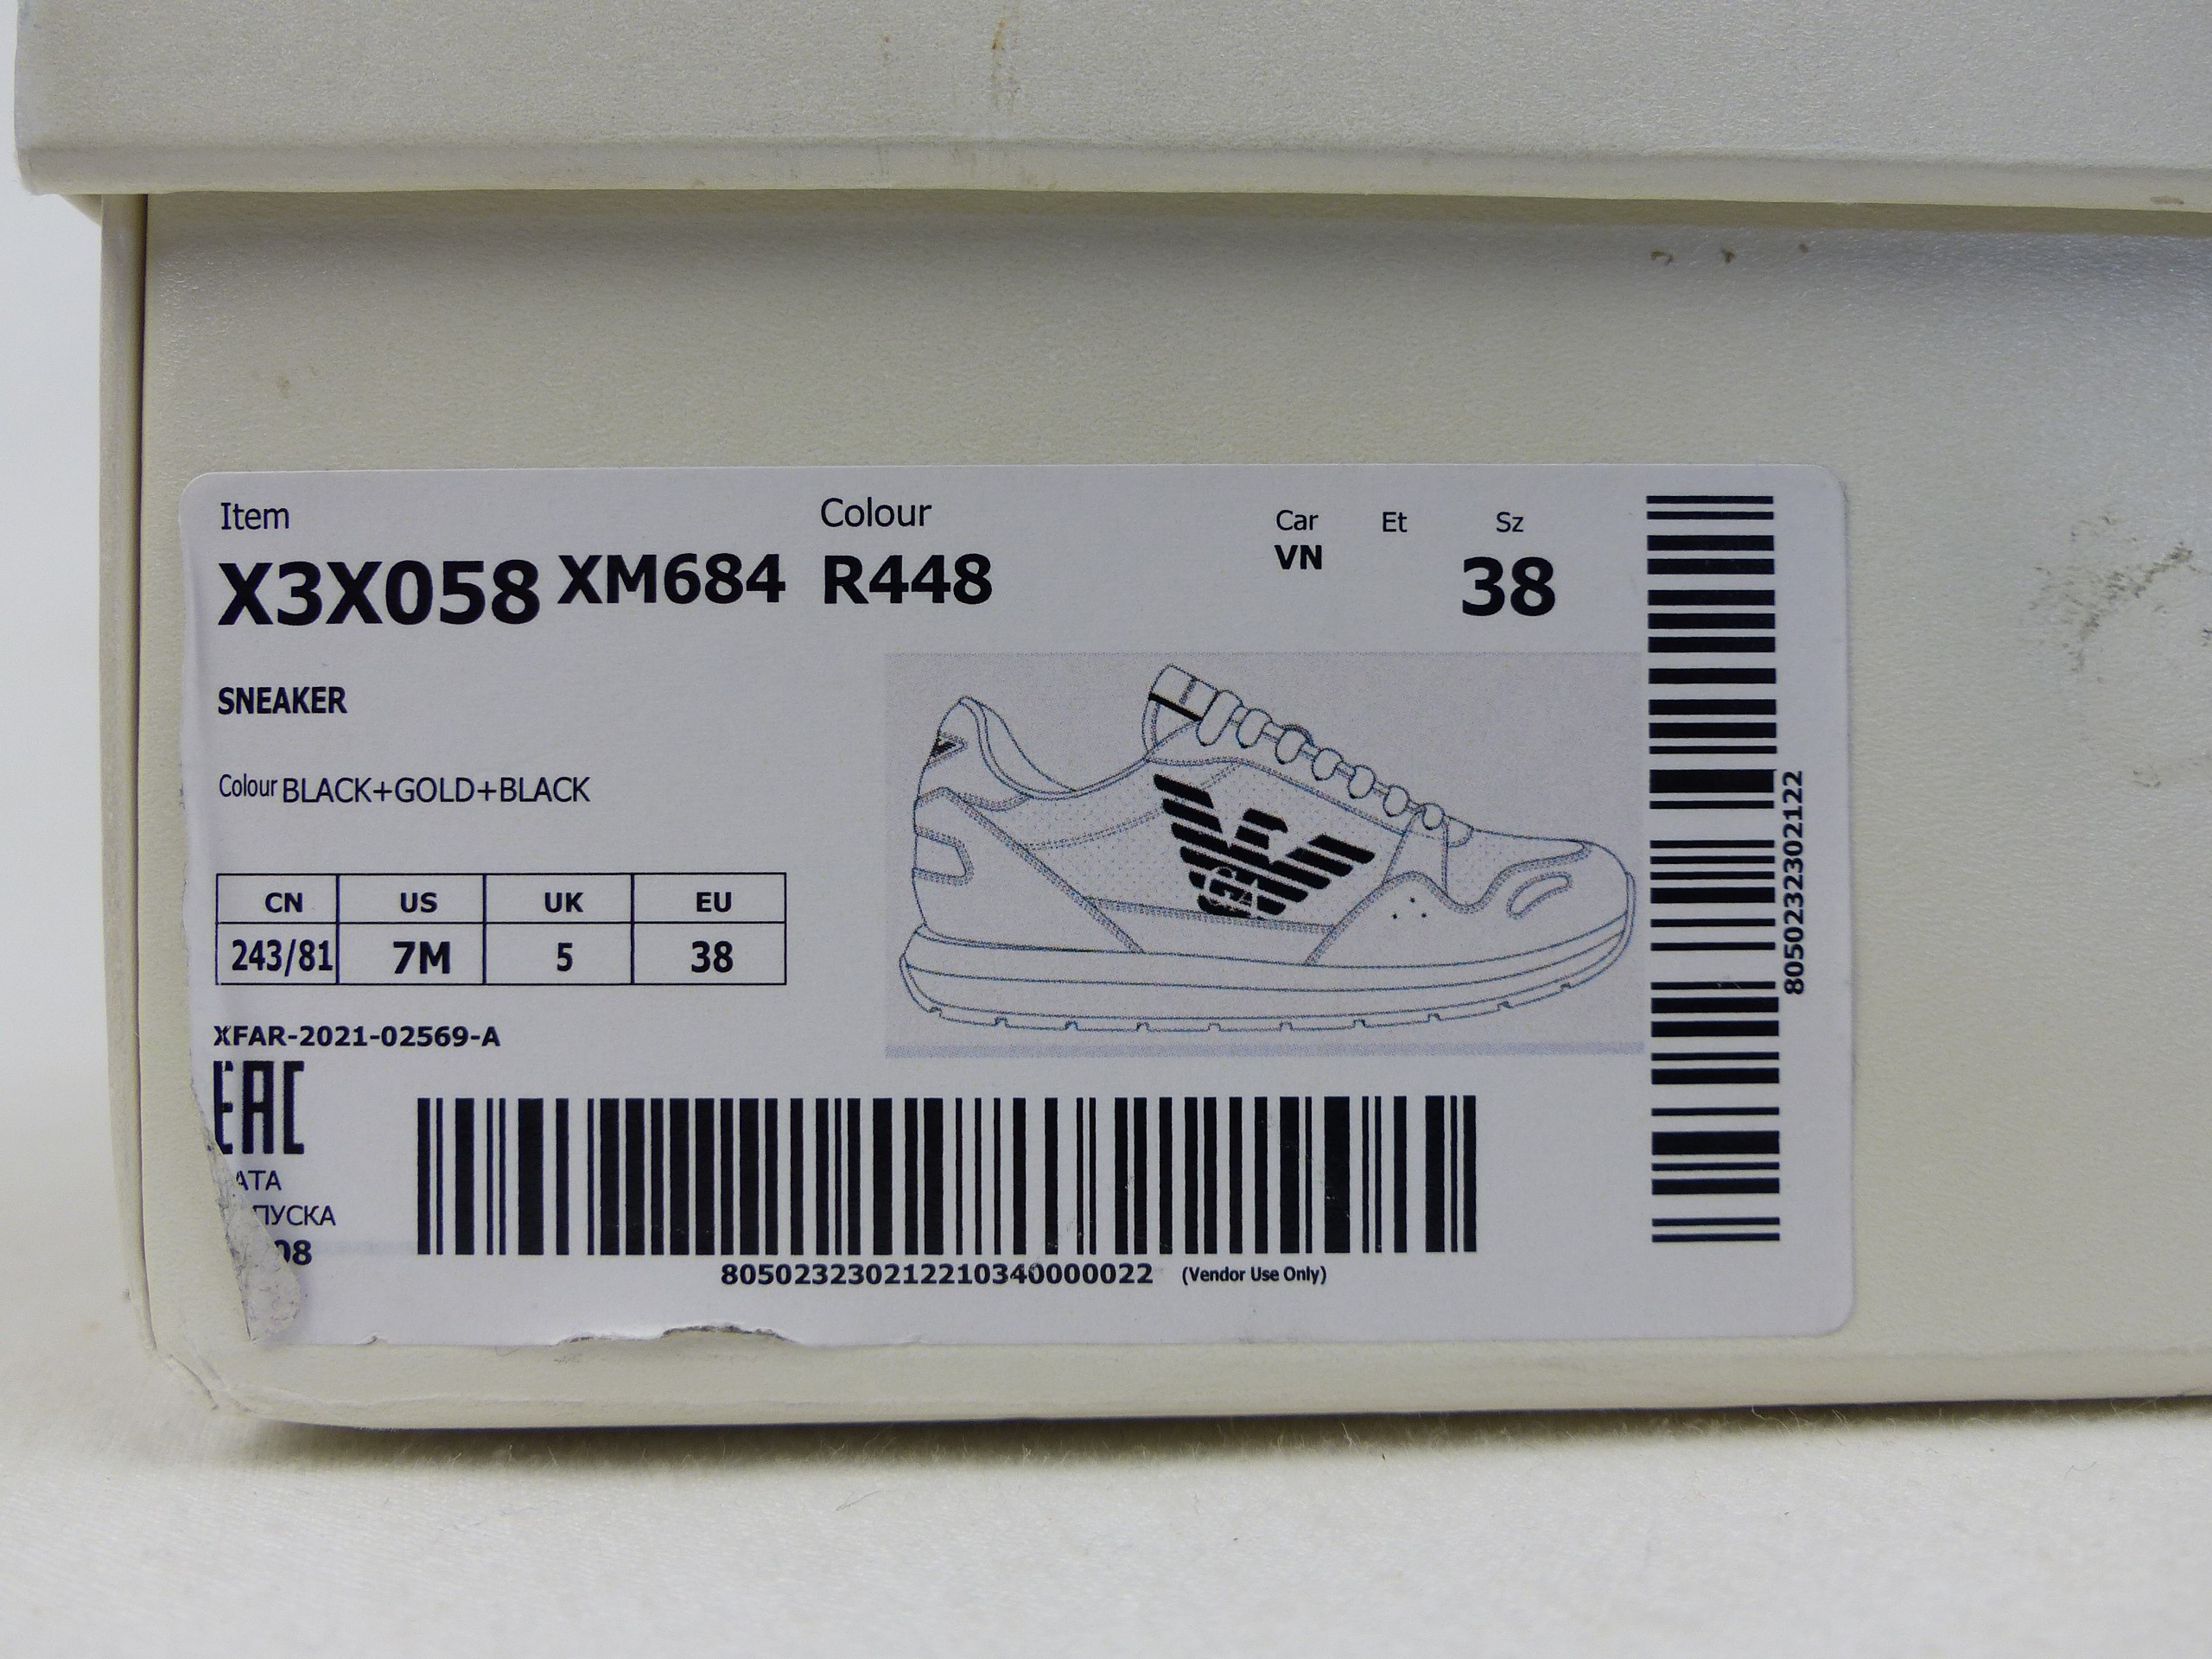 Item Colour Car Et Sz
X3X058 XM684 R448 VN 38
SNEAKER
Colour BLACK+GOLD+BLACK
CN US UK EU
243/81 7M 5 38
XFAR-2021-02569-A
EAC
АТА
ПУСКА
08
805023230212210340000022 (Vendor Use Only)
8050232302122